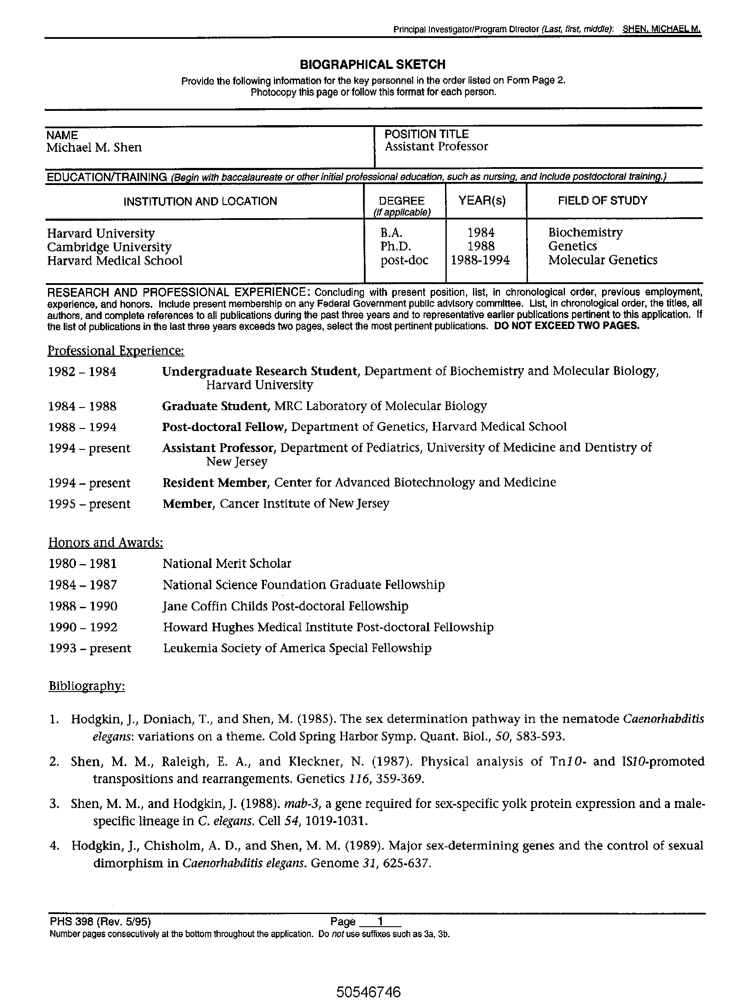 Principal Investigator/Program Director (Last, first, middle): SHEN, MICHAEL M.
BIOGRAPHICAL SKETCH
Provide the following information for the key personnel in the order listed on Form Page 2.
Photocopy this page or follow this format for each person.
NAME
Michael M. Shen
POSITION TITLE
Assistant Professor
EDUCATION/TRAINING (Begin with baccalaureate or other initial professional education, such as nursing, and include postdoctoral training.)
INSTITUTION AND LOCATION DEGREE (if applicable) YEAR(s) FIELD OF STUDY
Harvard University B.A. 1984 Biochemistry
Cambridge University Ph.D. 1988 Genetics
Harvard Medical School post-doc 1988-1994 Molecular Genetics
RESEARCH AND PROFESSIONAL EXPERIENCE: Concluding with present position, list, in chronological order, previous employment,
experience, and honors. Include present membership on any Federal Government public advisory committee. List, in chronological order, the titles, all
authors, and complete references to all publications during the past three years and to representative earlier publications pertinent to this application. If
the list of publications in the last three years exceeds two pages, select the most pertinent publications. DO NOT EXCEED TWO PAGES.
Professional Experience:
1982 – 1984 Undergraduate Research Student, Department of Biochemistry and Molecular Biology,
Harvard University
1984 – 1988 Graduate Student, MRC Laboratory of Molecular Biology
1988 – 1994 Post-doctoral Fellow, Department of Genetics, Harvard Medical School
1994 – present Assistant Professor, Department of Pediatrics, University of Medicine and Dentistry of
New Jersey
1994 – present Resident Member, Center for Advanced Biotechnology and Medicine
1995 – present Member, Cancer Institute of New Jersey
Honors and Awards:
1980 – 1981 National Merit Scholar
1984 – 1987 National Science Foundation Graduate Fellowship
1988 – 1990 Jane Coffin Childs Post-doctoral Fellowship
1990 – 1992 Howard Hughes Medical Institute Post-doctoral Fellowship
1993 – present Leukemia Society of America Special Fellowship
Bibliography:
1. Hodgkin, J., Doniach, T., and Shen, M. (1985). The sex determination pathway in the nematode Caenorhabditis
elegans: variations on a theme. Cold Spring Harbor Symp. Quant. Biol., 50, 583-593.
2. Shen, M. M., Raleigh, E. A., and Kleckner, N. (1987). Physical analysis of Tn10- and IS10-promoted
transpositions and rearrangements. Genetics 116, 359-369.
3. Shen, M. M., and Hodgkin, J. (1988). mab-3, a gene required for sex-specific yolk protein expression and a male-
specific lineage in C. elegans. Cell 54, 1019-1031.
4. Hodgkin, J., Chisholm, A. D., and Shen, M. M. (1989). Major sex-determining genes and the control of sexual
dimorphism in Caenorhabditis elegans. Genome 31, 625-637.
PHS 398 (Rev. 5/95) Page 1
Number pages consecutively at the bottom throughout the application. Do not use suffixes such as 3a, 3b.
50546746